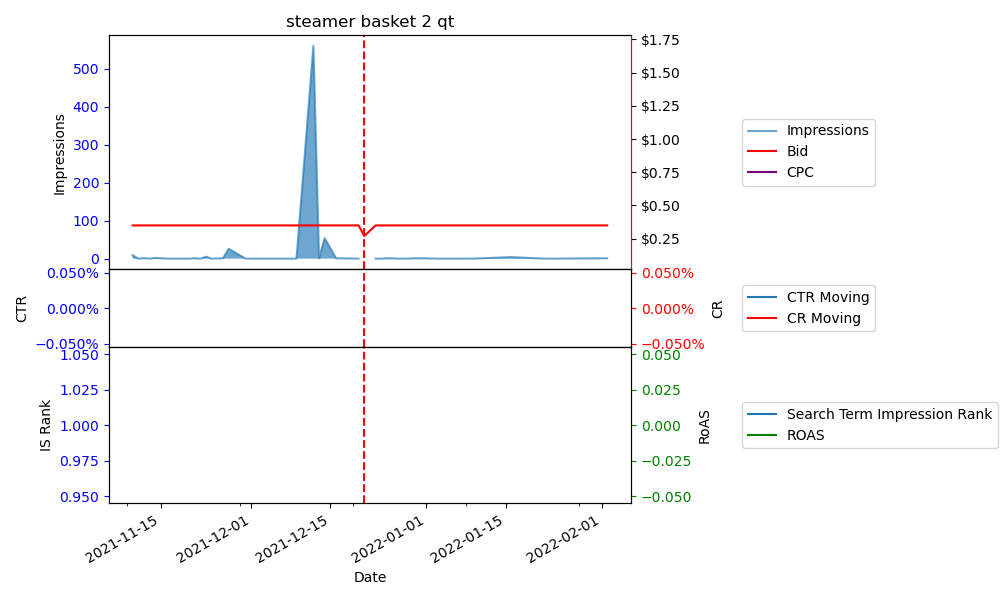 steamer basket 2 qt
Impressions
500
400
300
200
100
0
$1.75
$1.50
$1.25
$1.00
$0.75
$0.50
$0.25
Impressions
Bid
CPC
CTR
0.050%
0.000%
−0.050%
0.050%
0.000%
−0.050%
CR
CTR Moving
CR Moving
IS Rank
1.050
1.025
1.000
0.975
0.950
0.050
0.025
0.000
−0.025
−0.050
RoAS
Search Term Impression Rank
ROAS
2021-11-15
2021-12-01
2021-12-15
2022-01-01
2022-01-15
2022-02-01
Date